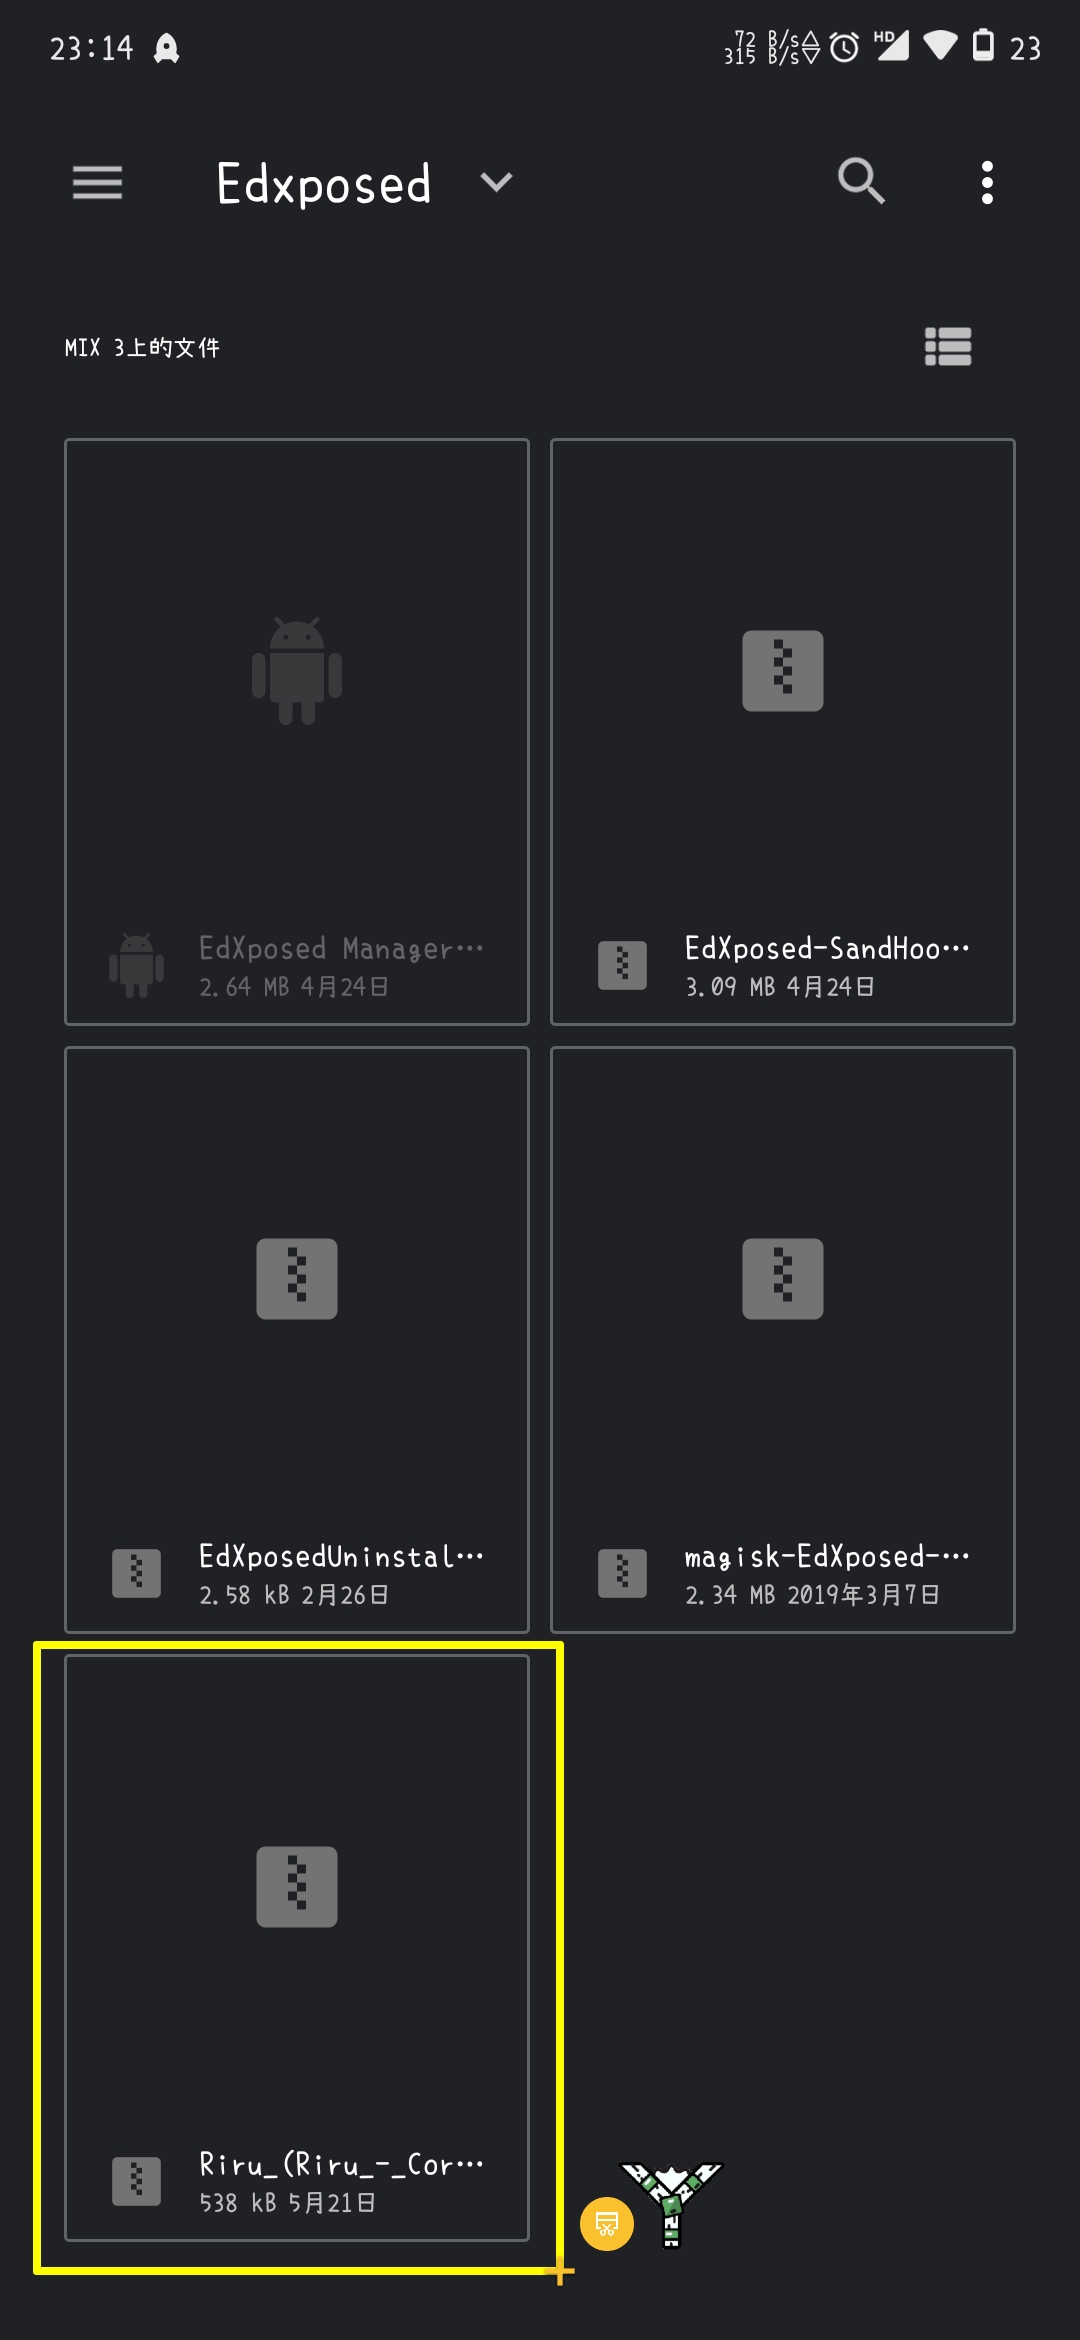 23:14
72 B/s
315 B/s
HD
23
Edxposed
MIX 3上的文件
EdXposed Manager…
2.64 MB 4月24日
EdXposed-SandHoo…
3.09 MB 4月24日
EdXposedUninstal…
2.58 kB 2月26日
magisk-EdXposed-…
2.34 MB 2019年3月7日
Riru_(Riru_-_Cor…
538 kB 5月21日